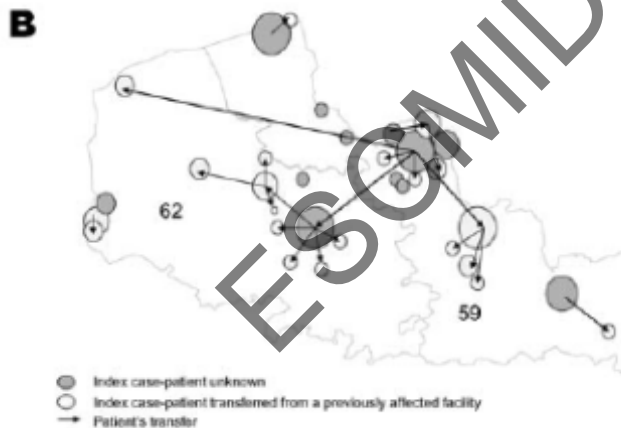 B
62
59
ESCMID
Index case-patient unknown
Index case-patient transferred from a previously affected facility
Patient's transfer